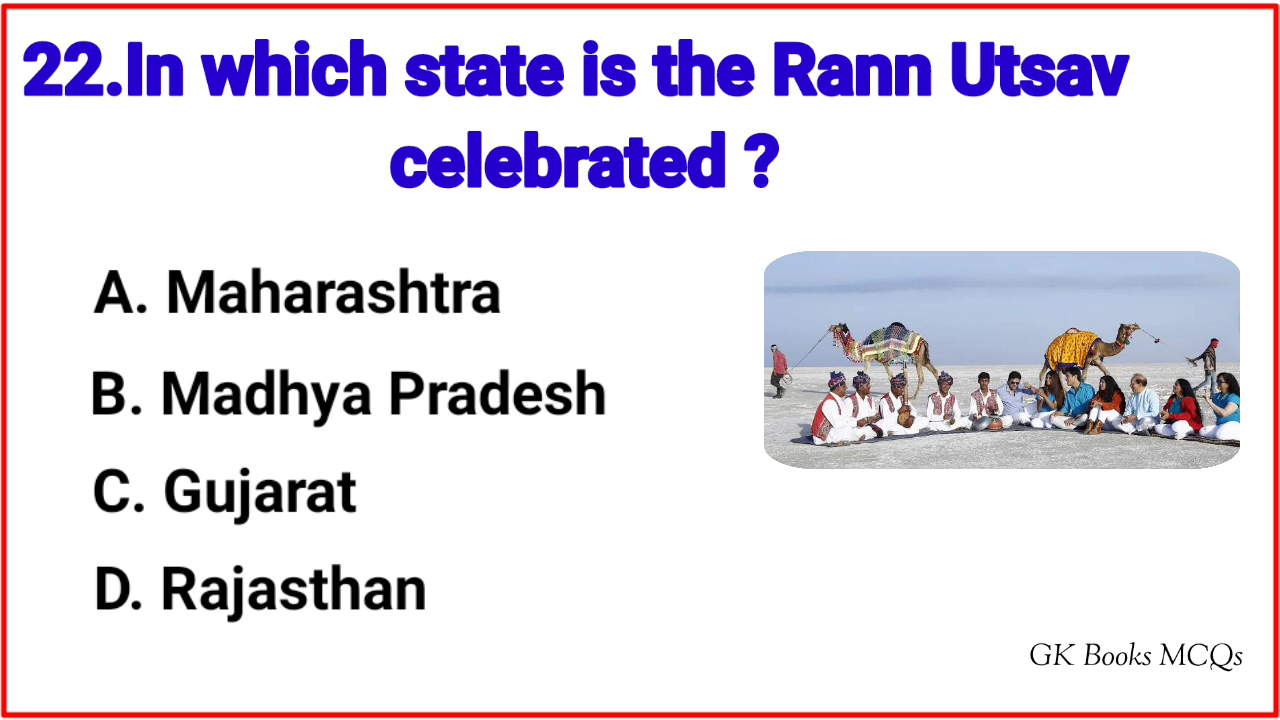 22.In which state is the Rann Utsav
celebrated ?
A. Maharashtra
B. Madhya Pradesh
C. Gujarat
D. Rajasthan
GK Books MCQs